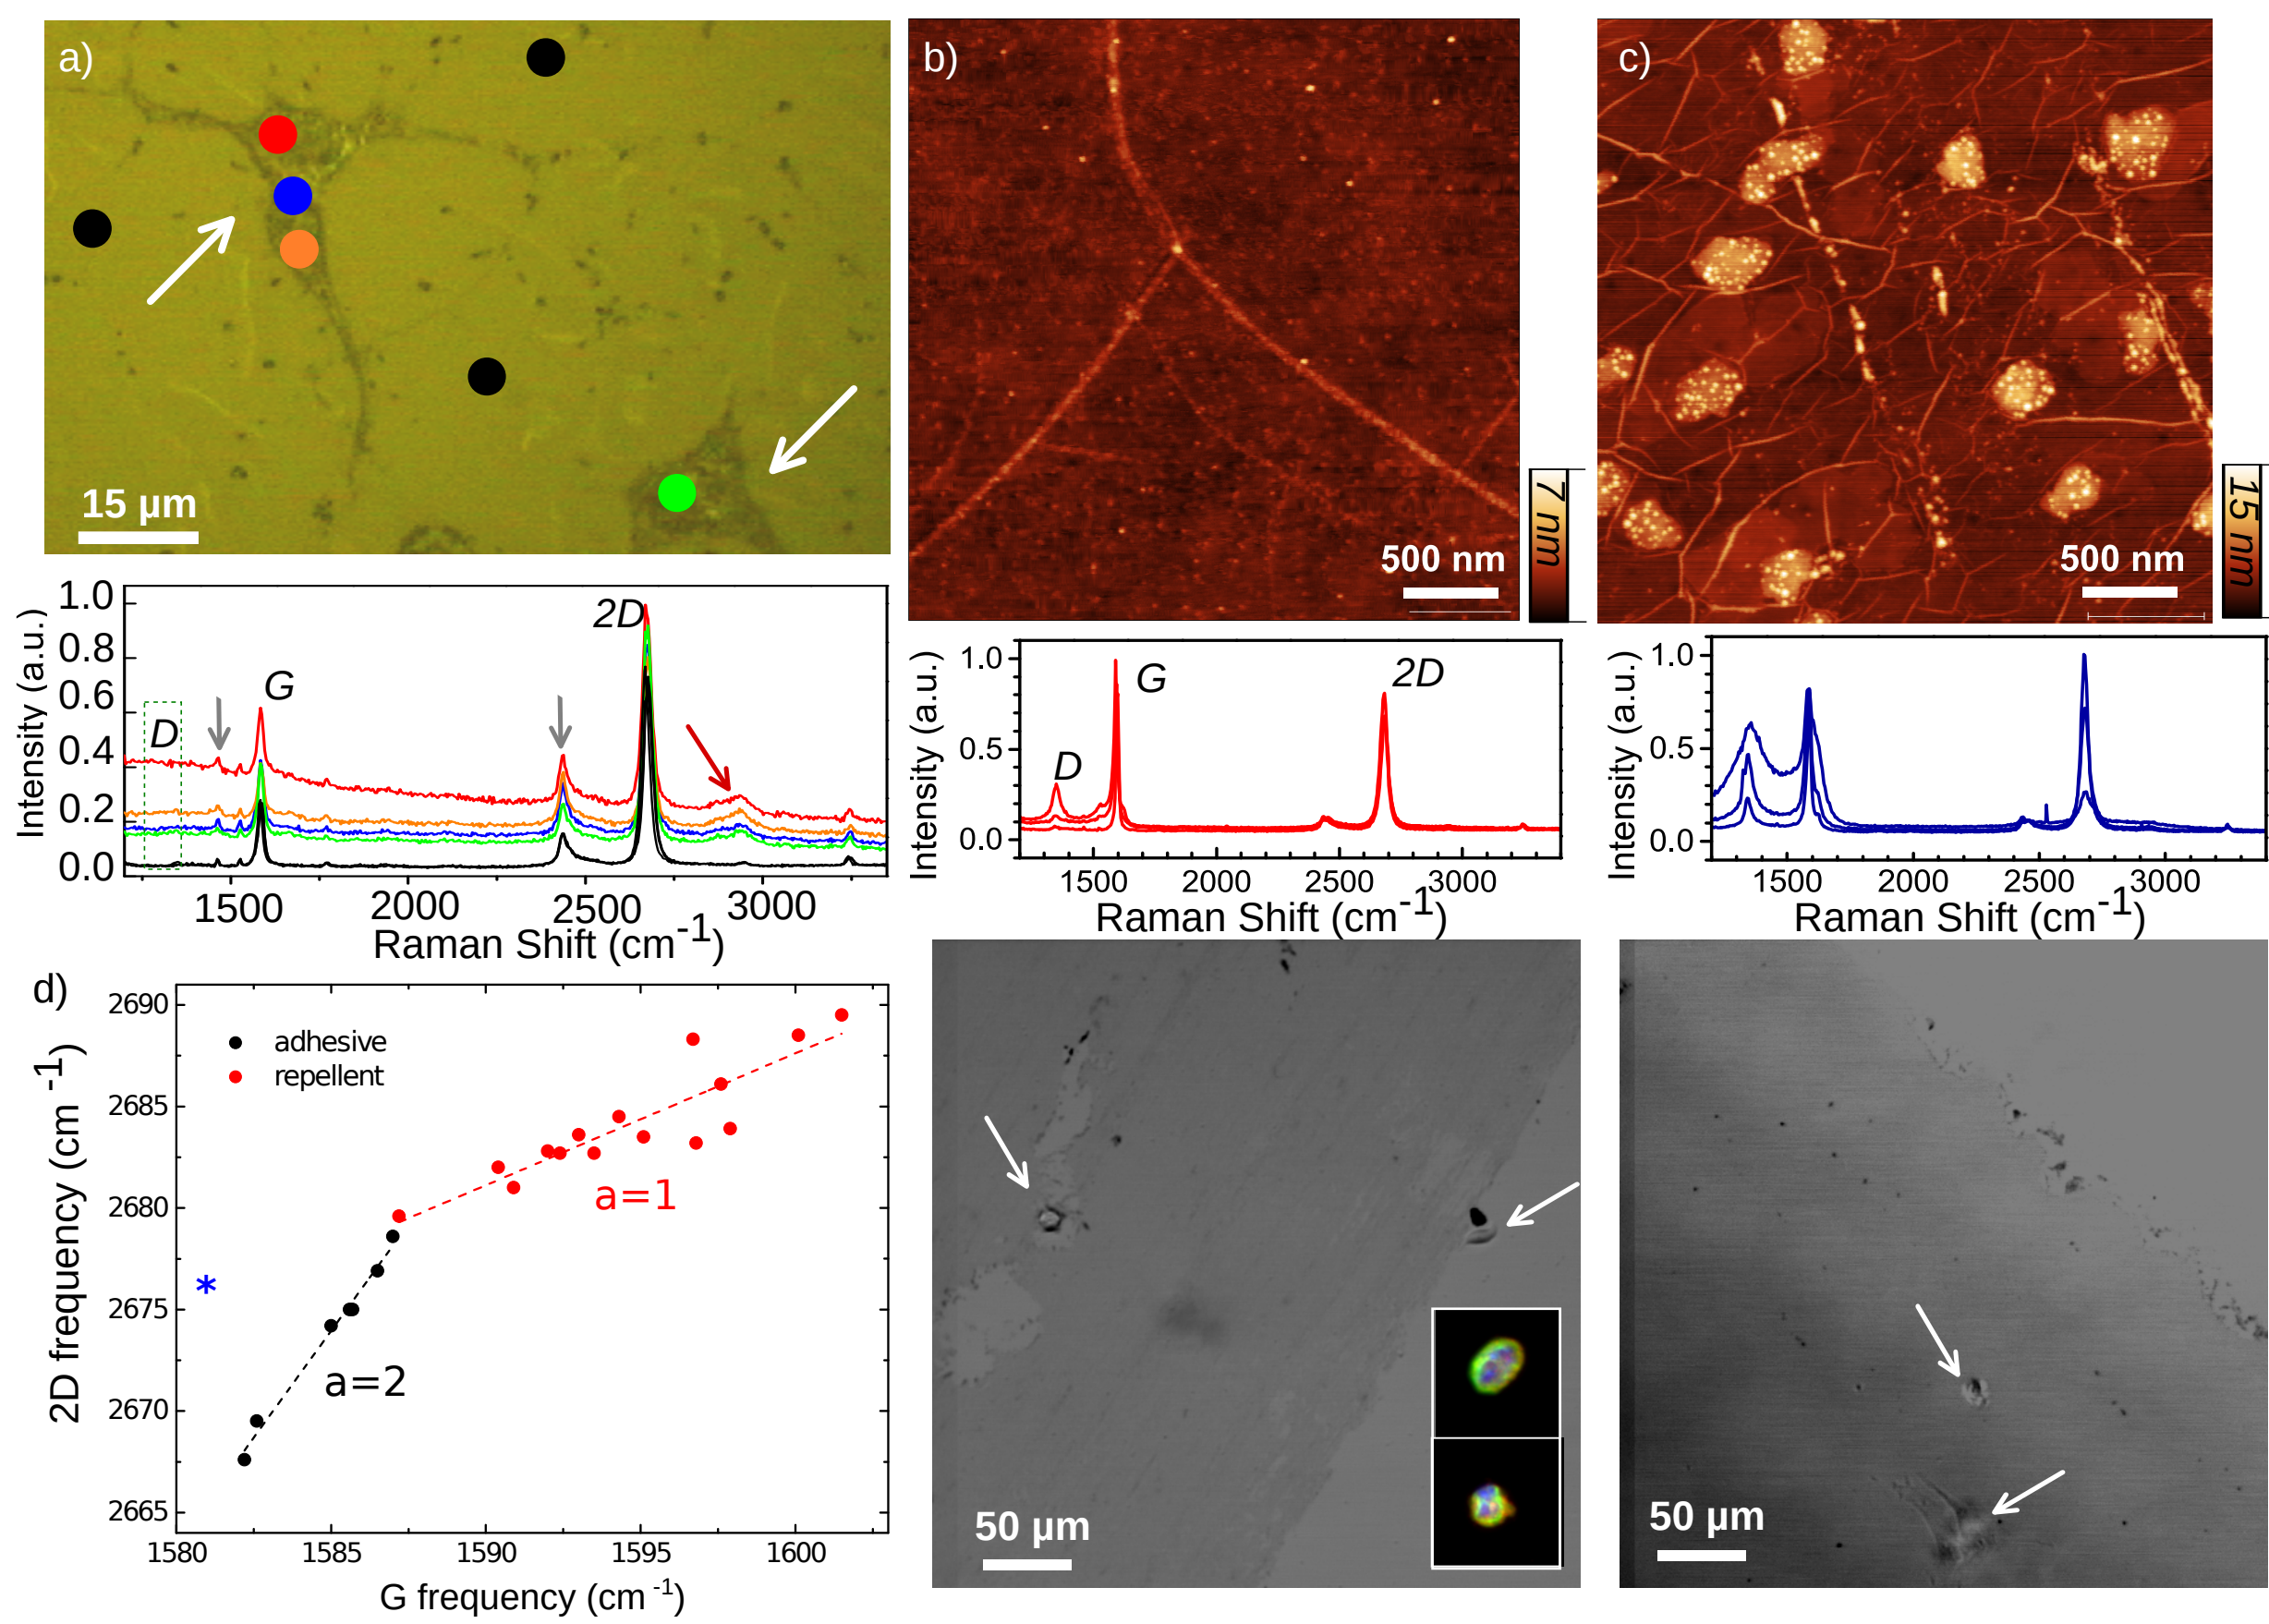 a)
15 µm
b)
500 nm
7 nm
c)
500 nm
15 nm
Intensity (a.u.)
1.0
0.8
0.6
0.4
0.2
0.0
D
G
2D
1500 2000 2500 3000
Raman Shift (cm-1)
Intensity (a.u.)
1.0
0.5
0.0
D
G
2D
1500 2000 2500 3000
Raman Shift (cm-1)
Intensity (a.u.)
1.0
0.5
0.0
1500 2000 2500 3000
Raman Shift (cm-1)
d)
2D frequency (cm -1)
2690
2685
2680
2675
2670
2665
adhesive
repellent
a=1
a=2
*
1580 1585 1590 1595 1600
G frequency (cm -1)
50 µm
50 µm